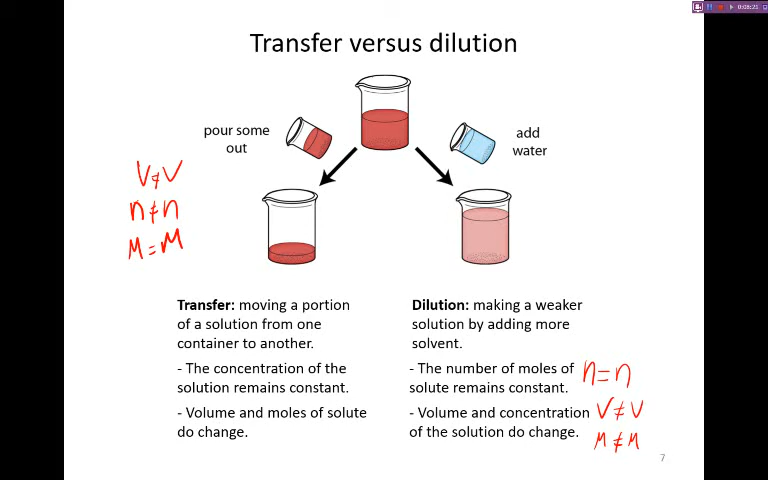 0:08:21
Transfer versus dilution
pour some
out
add
water
V ≠ V
n ≠ n
M = M
Transfer: moving a portion
of a solution from one
container to another.
- The concentration of the
solution remains constant.
- Volume and moles of solute
do change.
Dilution: making a weaker
solution by adding more
solvent.
- The number of moles of
solute remains constant.
n = n
- Volume and concentration
of the solution do change.
V ≠ V
M ≠ M
7